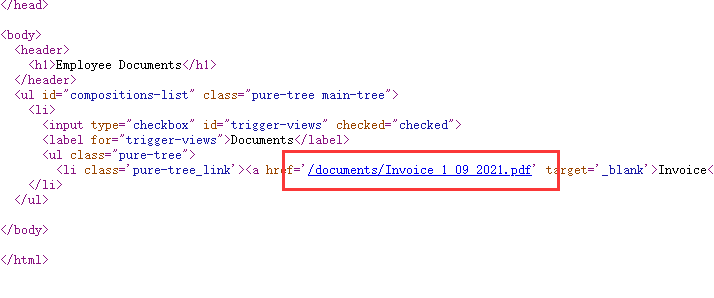 </head>
<body>
<header>
<h1>Employee Documents</h1>
</header>
<ul id="compositions-list" class="pure-tree main-tree">
<li>
<input type="checkbox" id="trigger-views" checked="checked">
<label for="trigger-views">Documents</label>
<ul class="pure-tree">
<li class='pure-tree_link'><a href='/documents/Invoice_1_09_2021.pdf' target='_blank'>Invoice<
</li>
</ul>
</body>
</html>